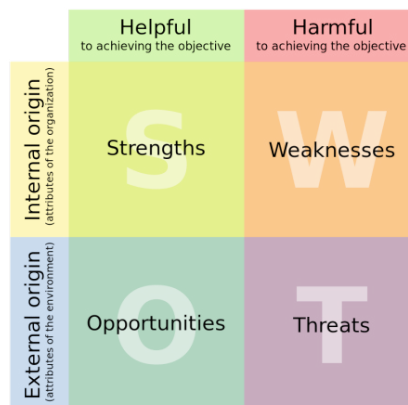 Helpful
to achieving the objective
Harmful
to achieving the objective
Internal origin
(attributes of the organization)
S
Strengths
W
Weaknesses
External origin
(attributes of the environment)
O
Opportunities
T
Threats